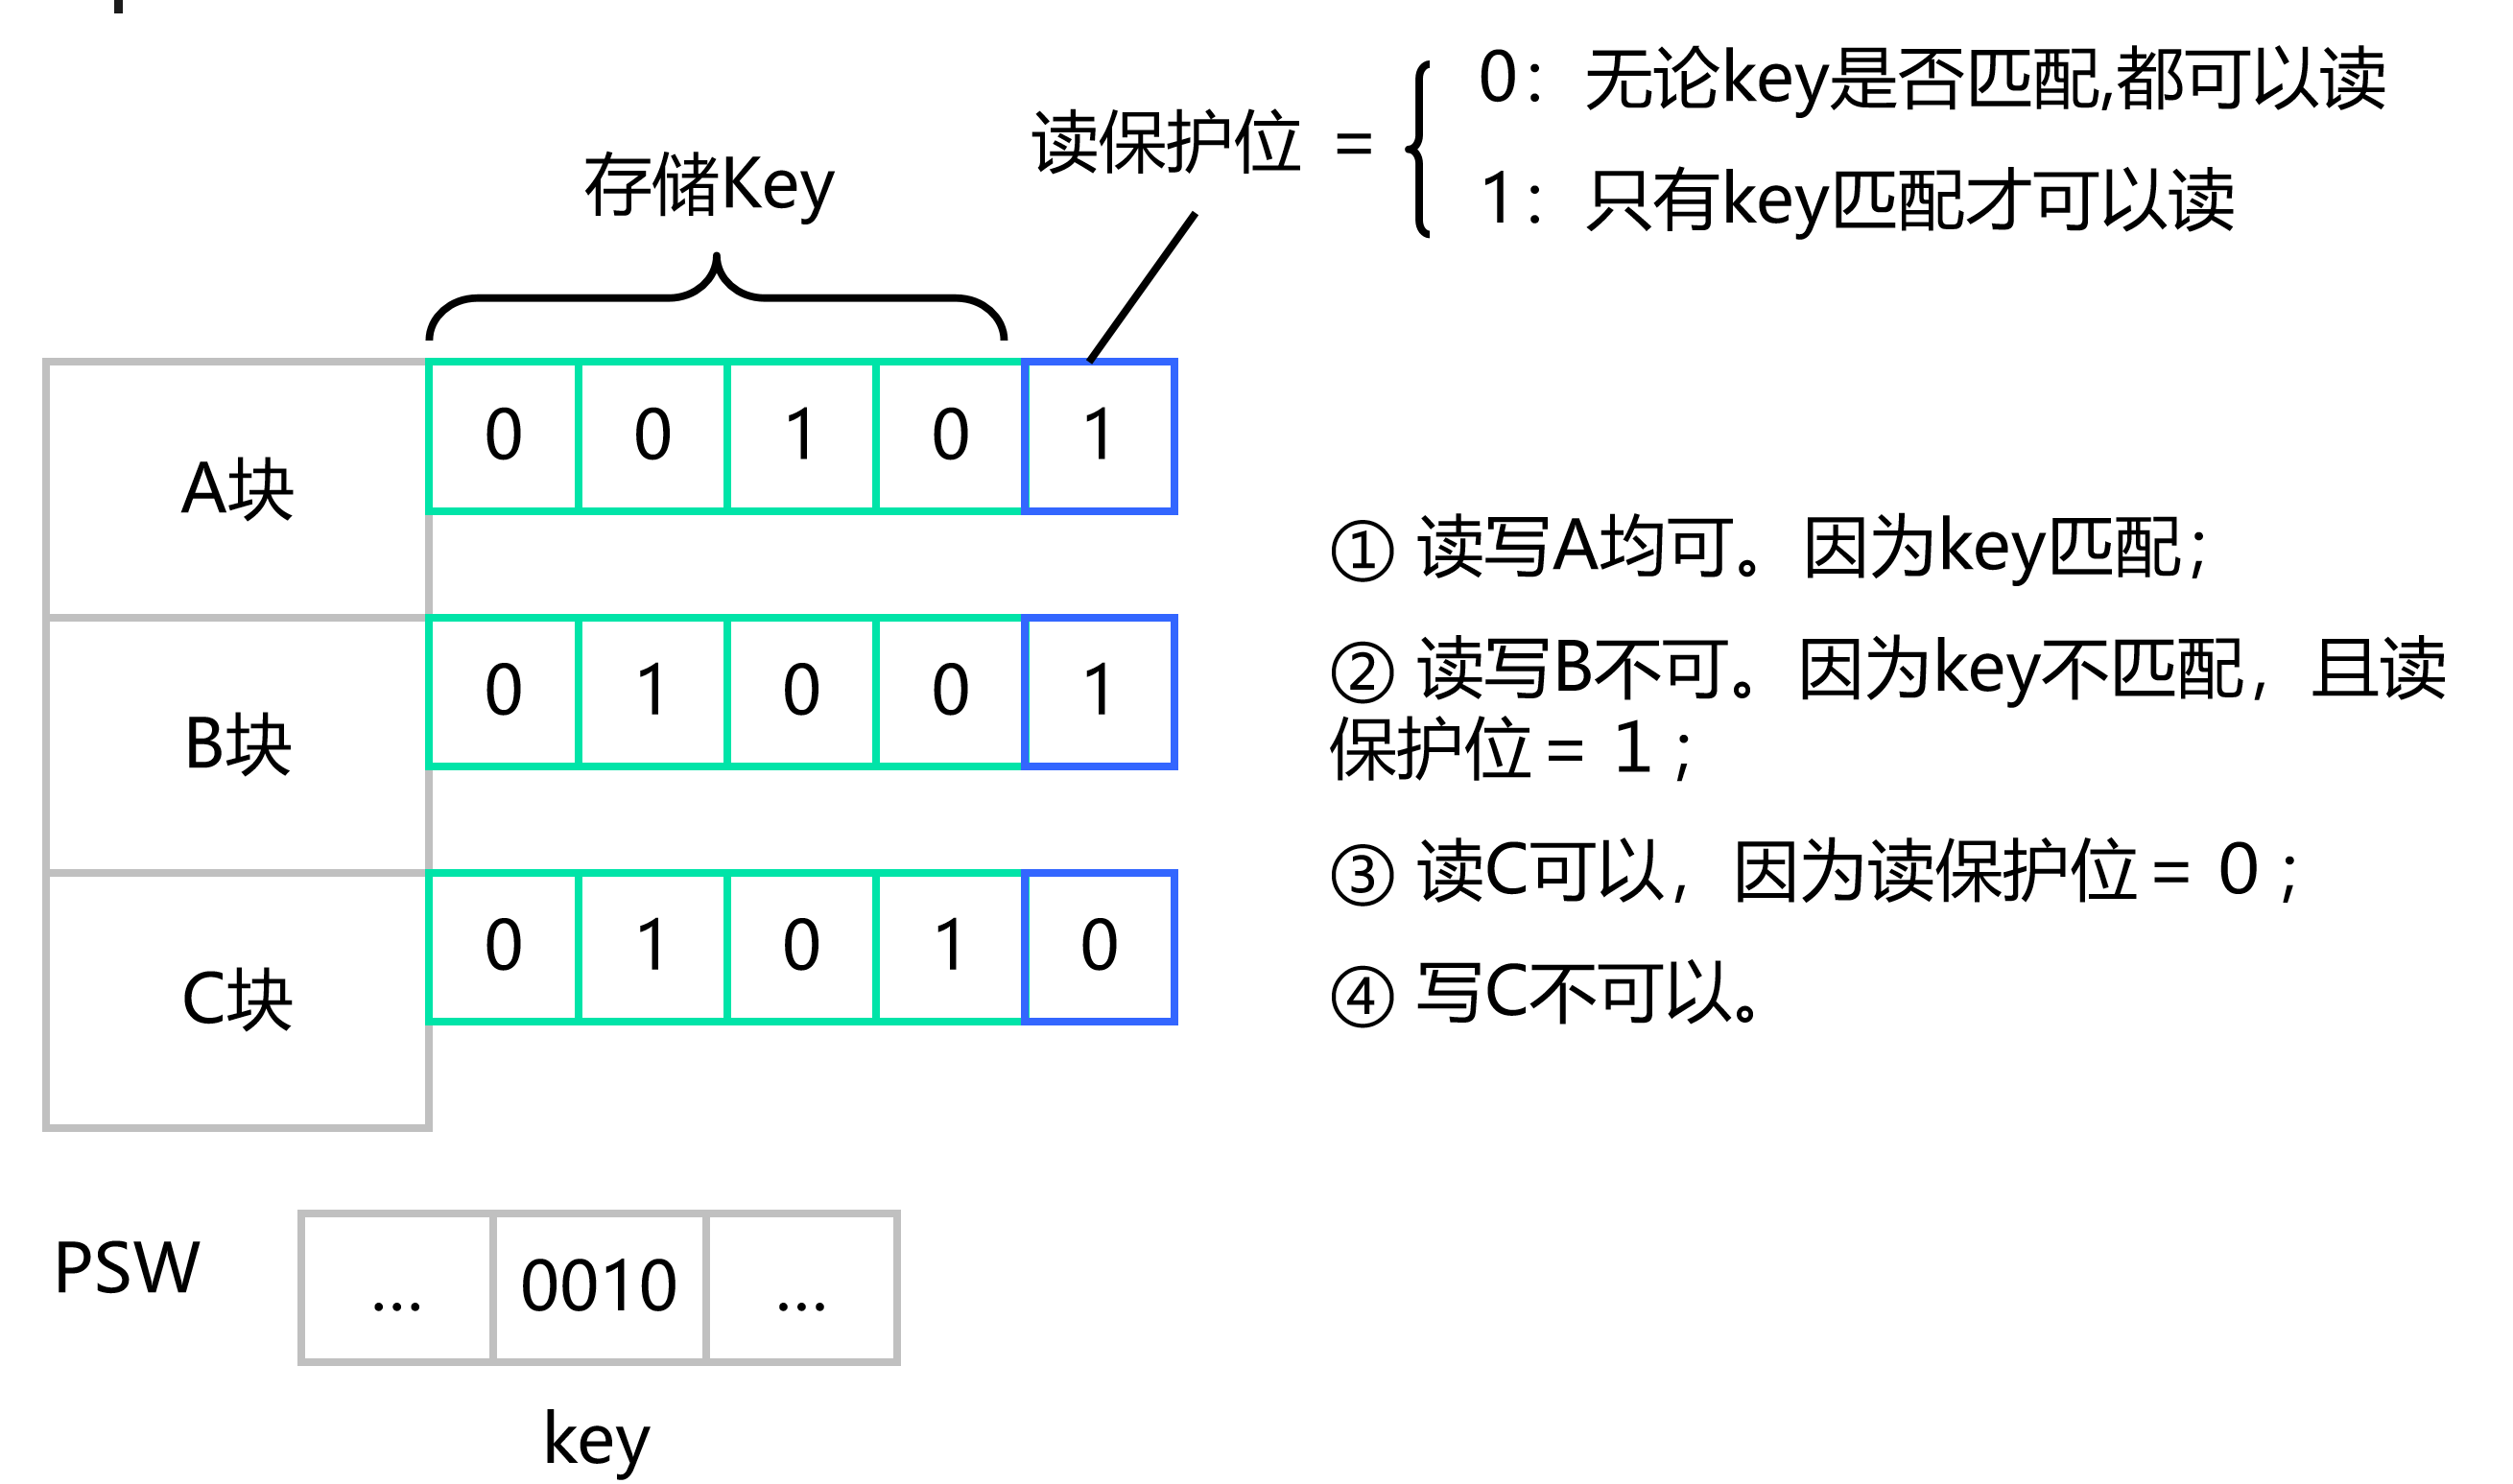 读保护位 =
0：无论key是否匹配,都可以读
1：只有key匹配才可以读
存储Key
A块
0 0 1 0 1
B块
0 1 0 0 1
C块
0 1 0 1 0
① 读写A均可。因为key匹配；
② 读写B不可。因为key不匹配，且读
保护位 = 1；
③ 读C可以，因为读保护位 = 0；
④ 写C不可以。
PSW
... 0010 ...
key